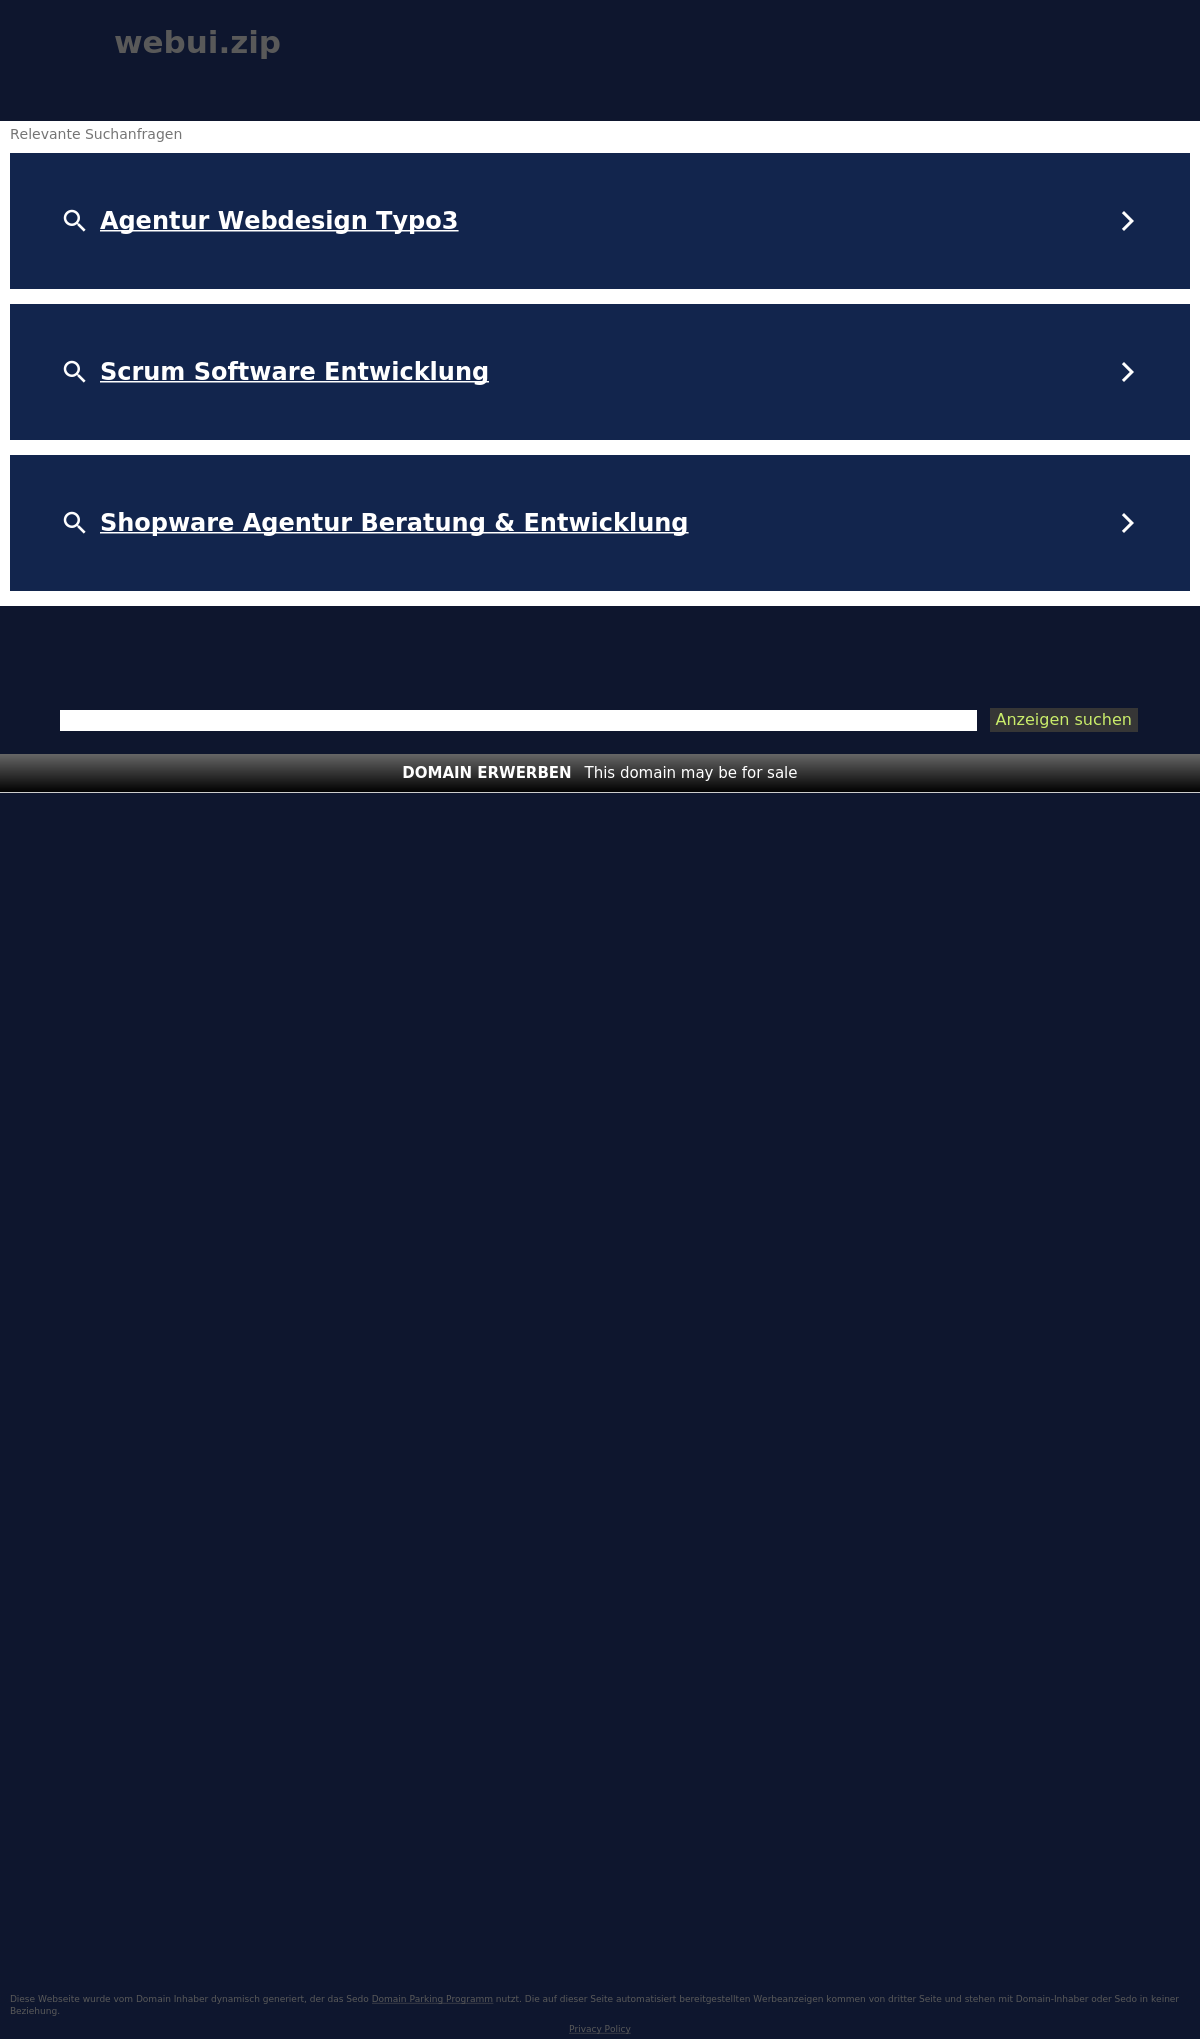 webui.zip
Relevante Suchanfragen
Agentur Webdesign Typo3
Scrum Software Entwicklung
Shopware Agentur Beratung & Entwicklung
Anzeigen suchen
DOMAIN ERWERBEN This domain may be for sale
Diese Webseite wurde vom Domain Inhaber dynamisch generiert, der das Sedo Domain Parking Programm nutzt. Die auf dieser Seite automatisiert bereitgestellten Werbeanzeigen kommen von dritter Seite und stehen mit Domain-Inhaber oder Sedo in keiner
Beziehung.
Privacy Policy